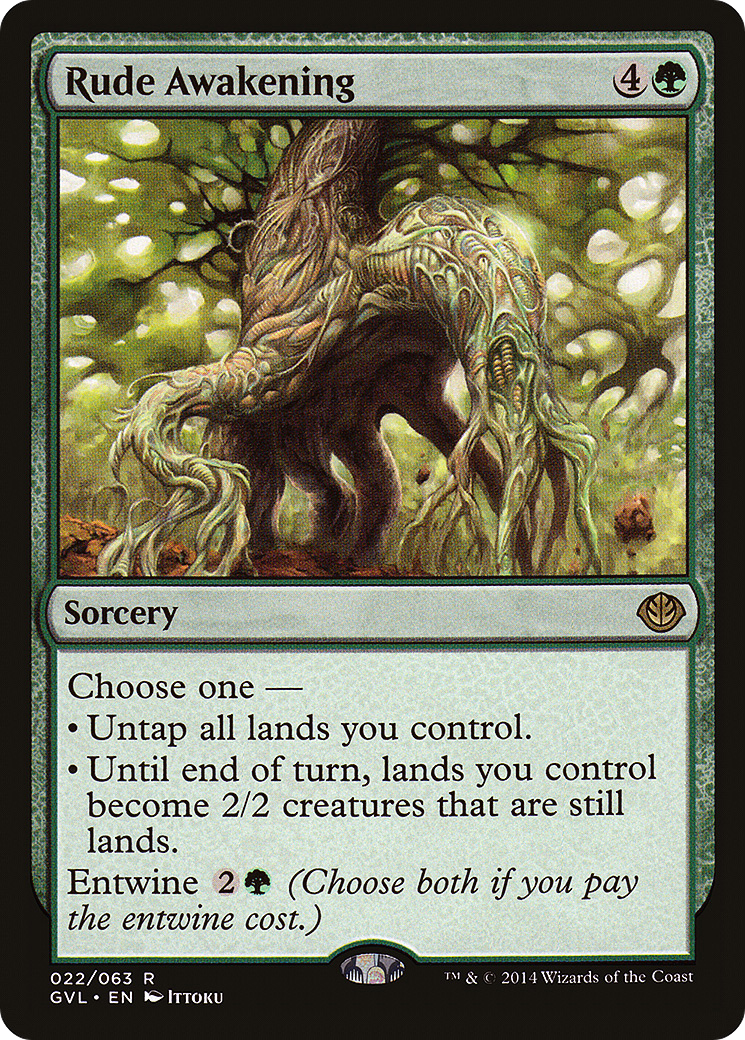 Rude Awakening 4
Sorcery
Choose one —
• Untap all lands you control.
• Until end of turn, lands you control
become 2/2 creatures that are still
lands.
Entwine 2 (Choose both if you pay
the entwine cost.)
022/063 R
GVL • EN ITTOKU
™ & © 2014 Wizards of the Coast